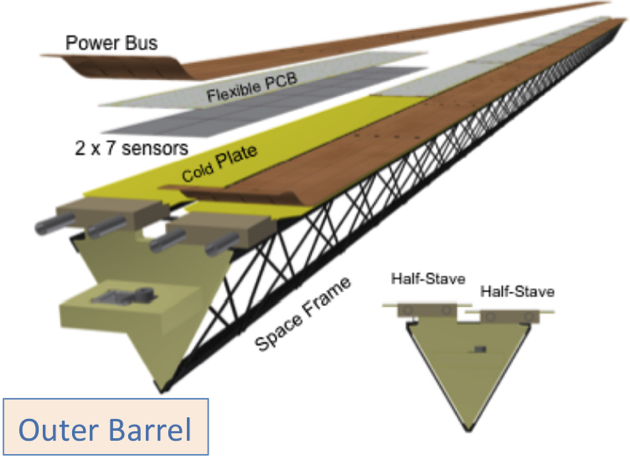 Power Bus
Flexible PCB
2 x 7 sensors
Cold Plate
Space Frame
Half-Stave
Half-Stave
Outer Barrel